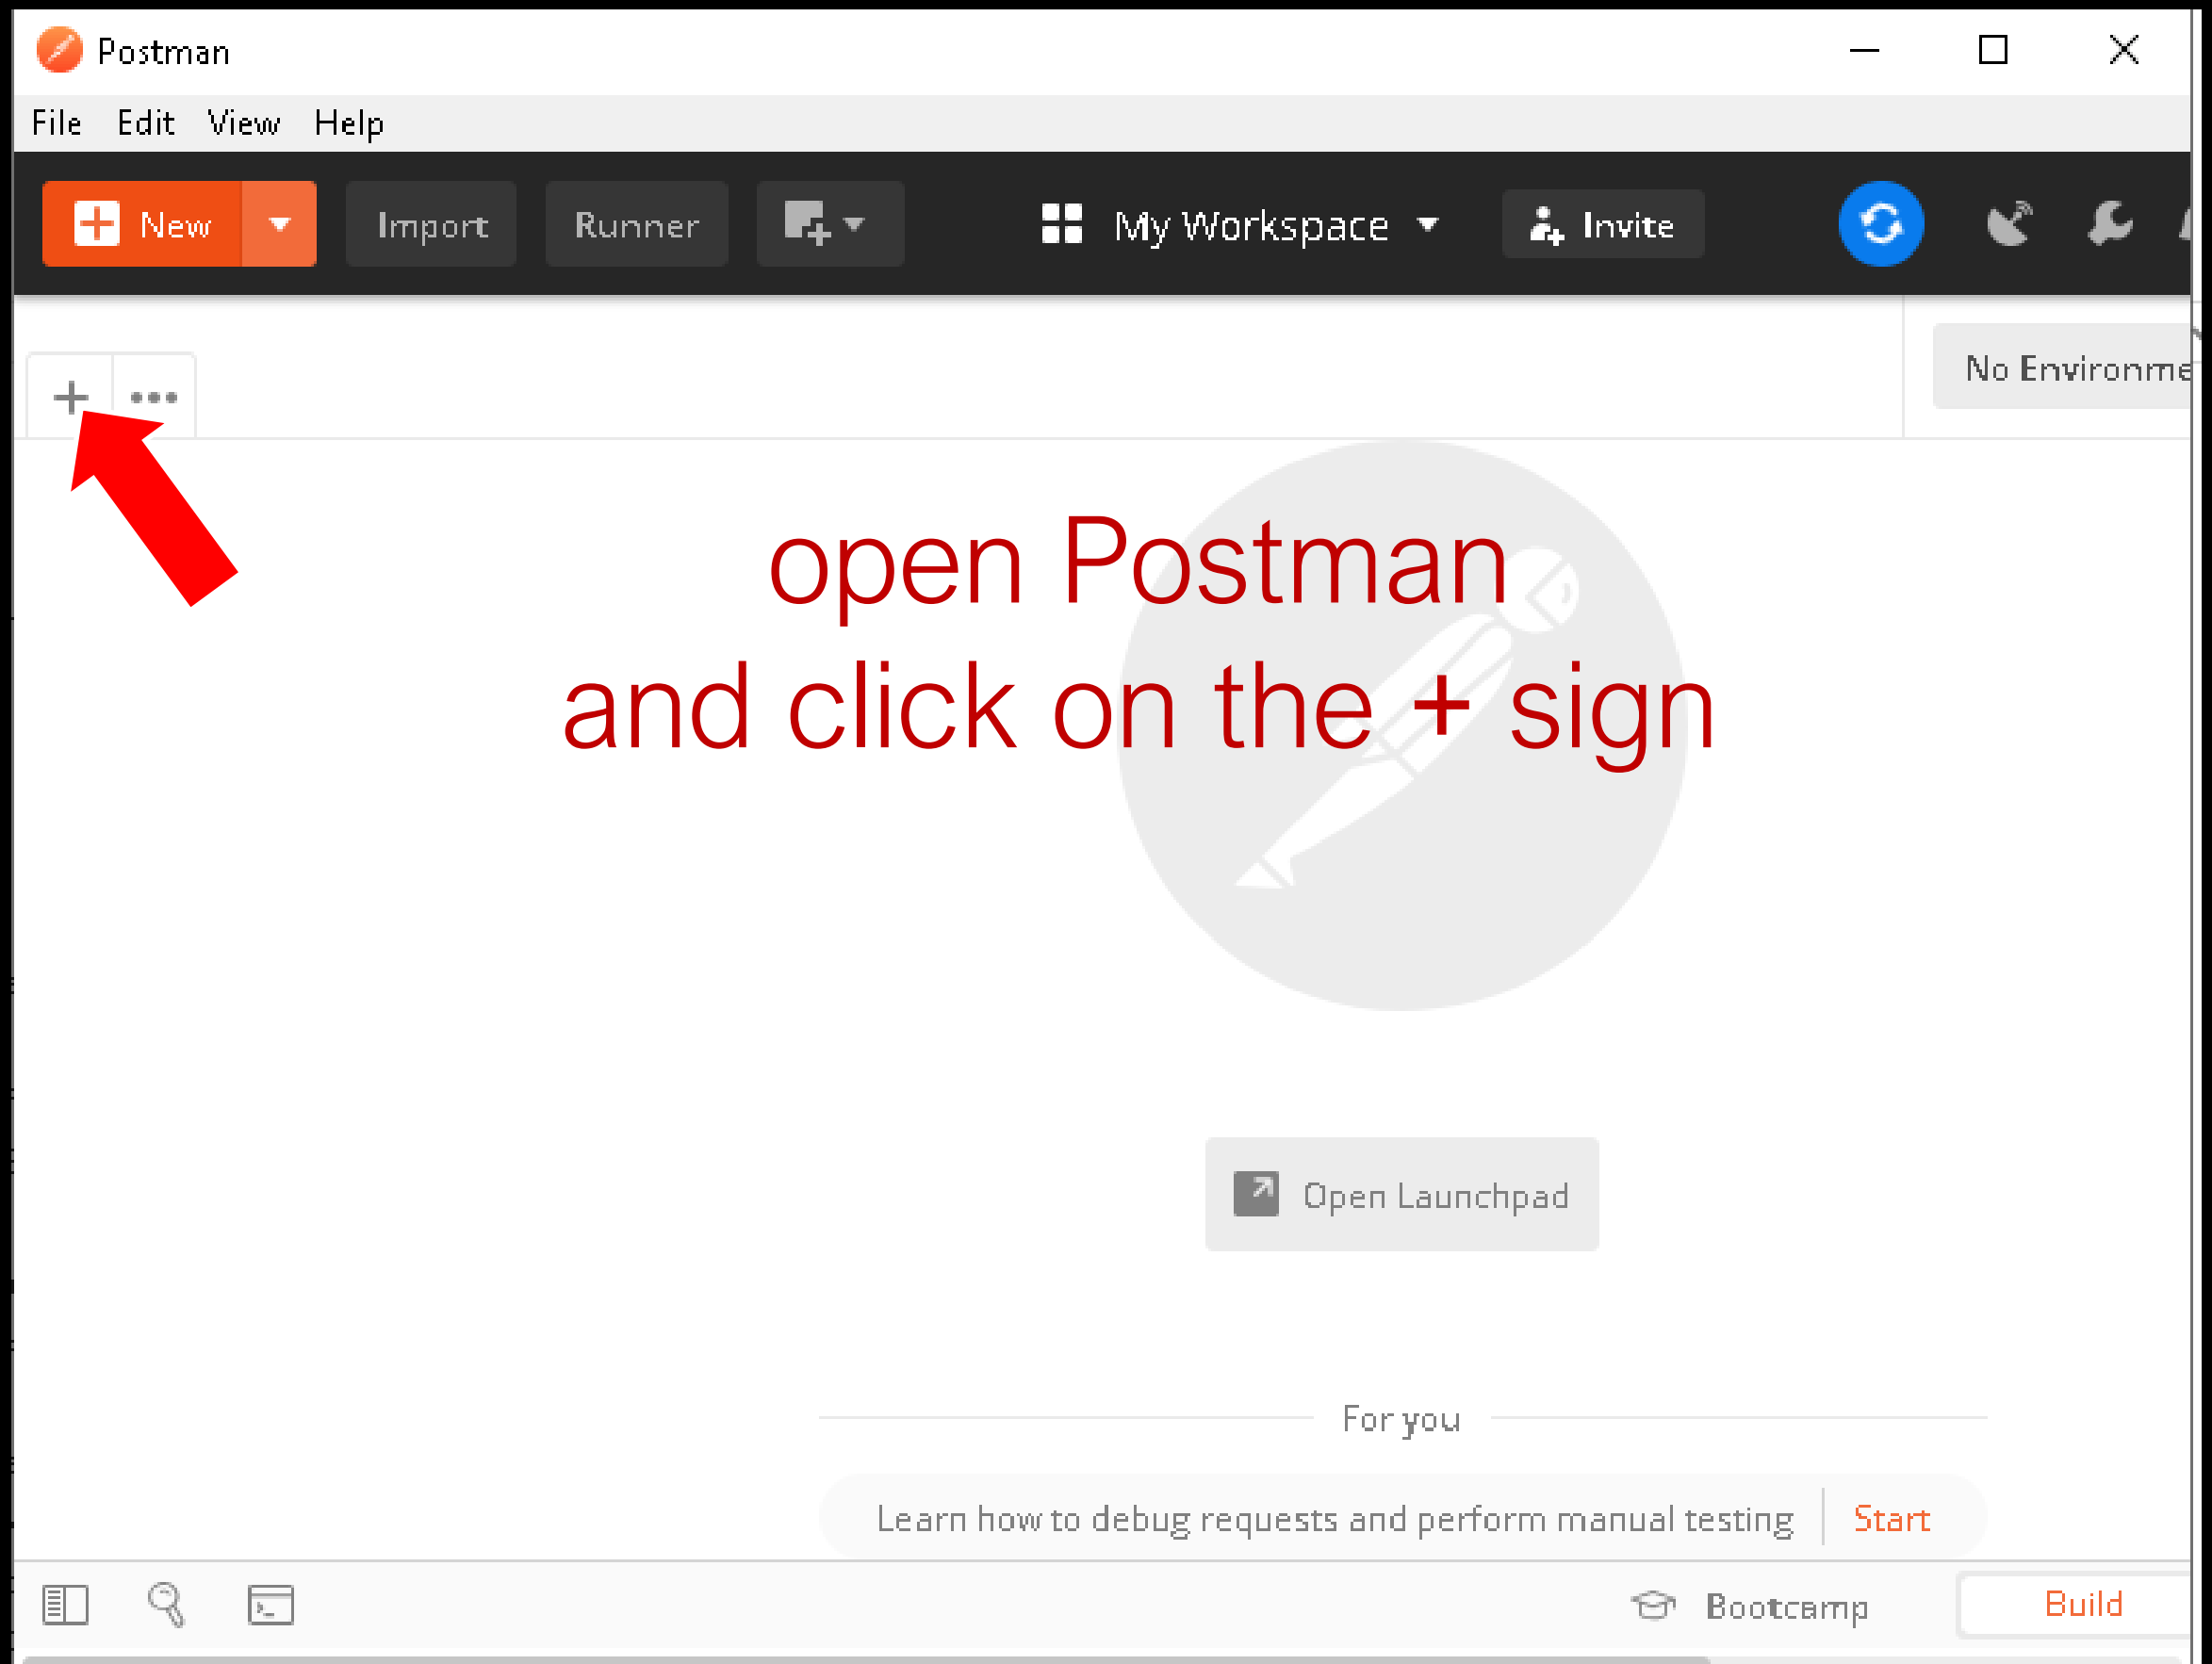 Postman
File Edit View Help
New Import Runner My Workspace Invite
+ ••• No Environme
open Postman
and click on the + sign
Open Launchpad
For you
Learn how to debug requests and perform manual testing Start
Bootcamp Build